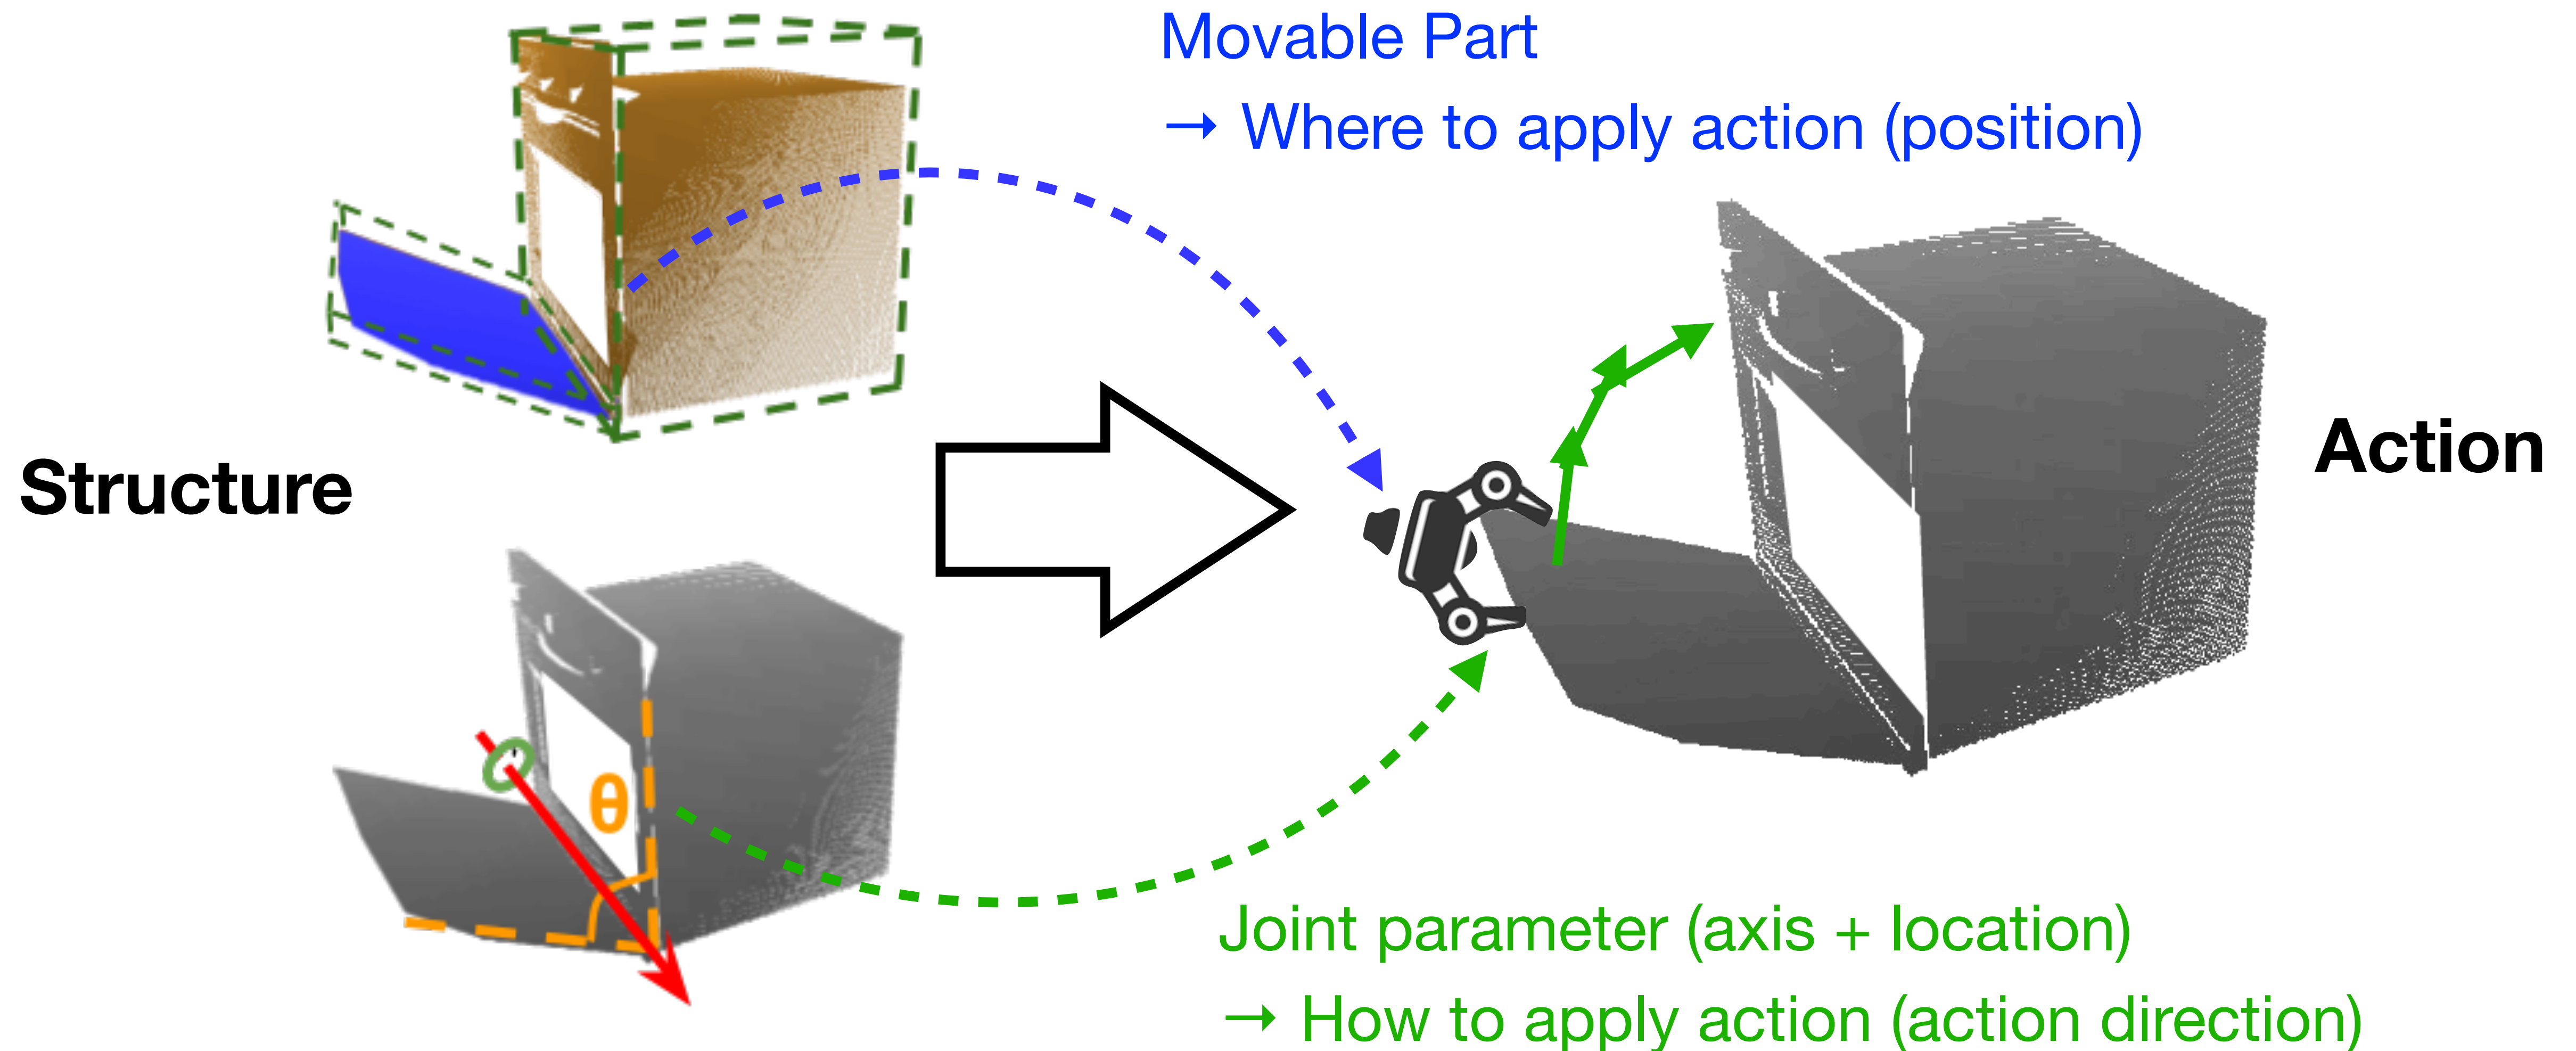 Movable Part
→ Where to apply action (position)
Structure
Action
θ
Joint parameter (axis + location)
→ How to apply action (action direction)